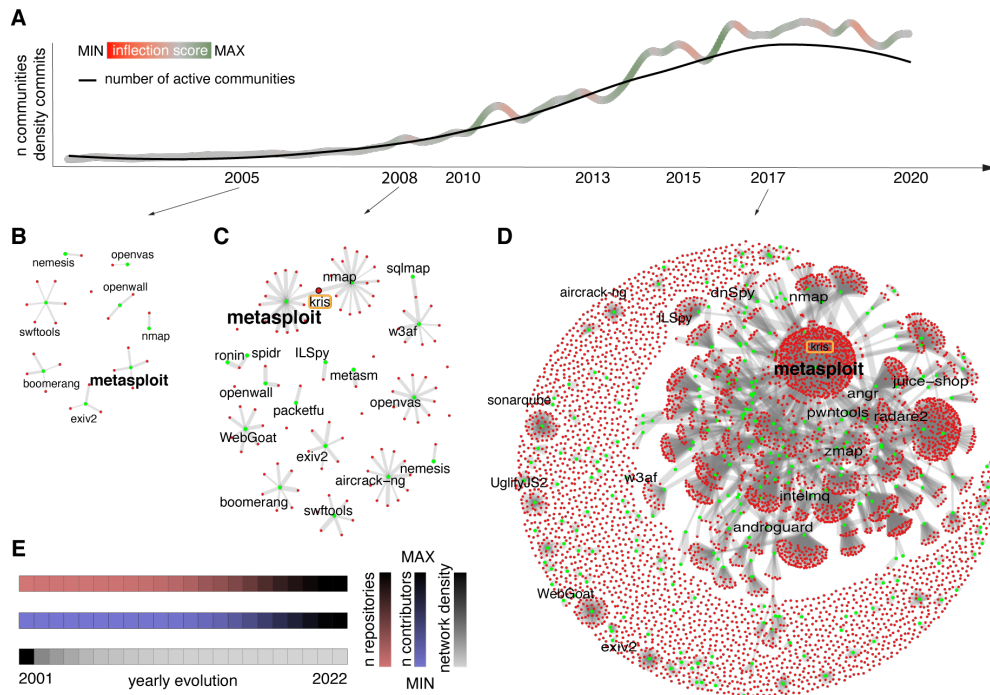 A
MIN inflection score MAX
number of active communities
n communities
density commits
2005 2008 2010 2013 2015 2017 2020
B
nemesis
openvas
openwall
swftools
nmap
boomerang
metasploit
exiv2
C
nmap
sqlmap
kris
metasploit
w3af
ronin spidr ILSpy
metasm
openwall
packetfu
openvas
WebGoat
exiv2
nemesis
aircrack-ng
boomerang
swftools
D
aircrack-ng
dnSpy
nmap
ILSpy
kris
metasploit
juice-shop
angr
sonarqube
pwntools radare2
zmap
w3af
UglifyJS2
intelmq
androguard
WebGoat
exiv2
E
MAX
n repositories
n contributors
network density
MIN
2001 yearly evolution 2022